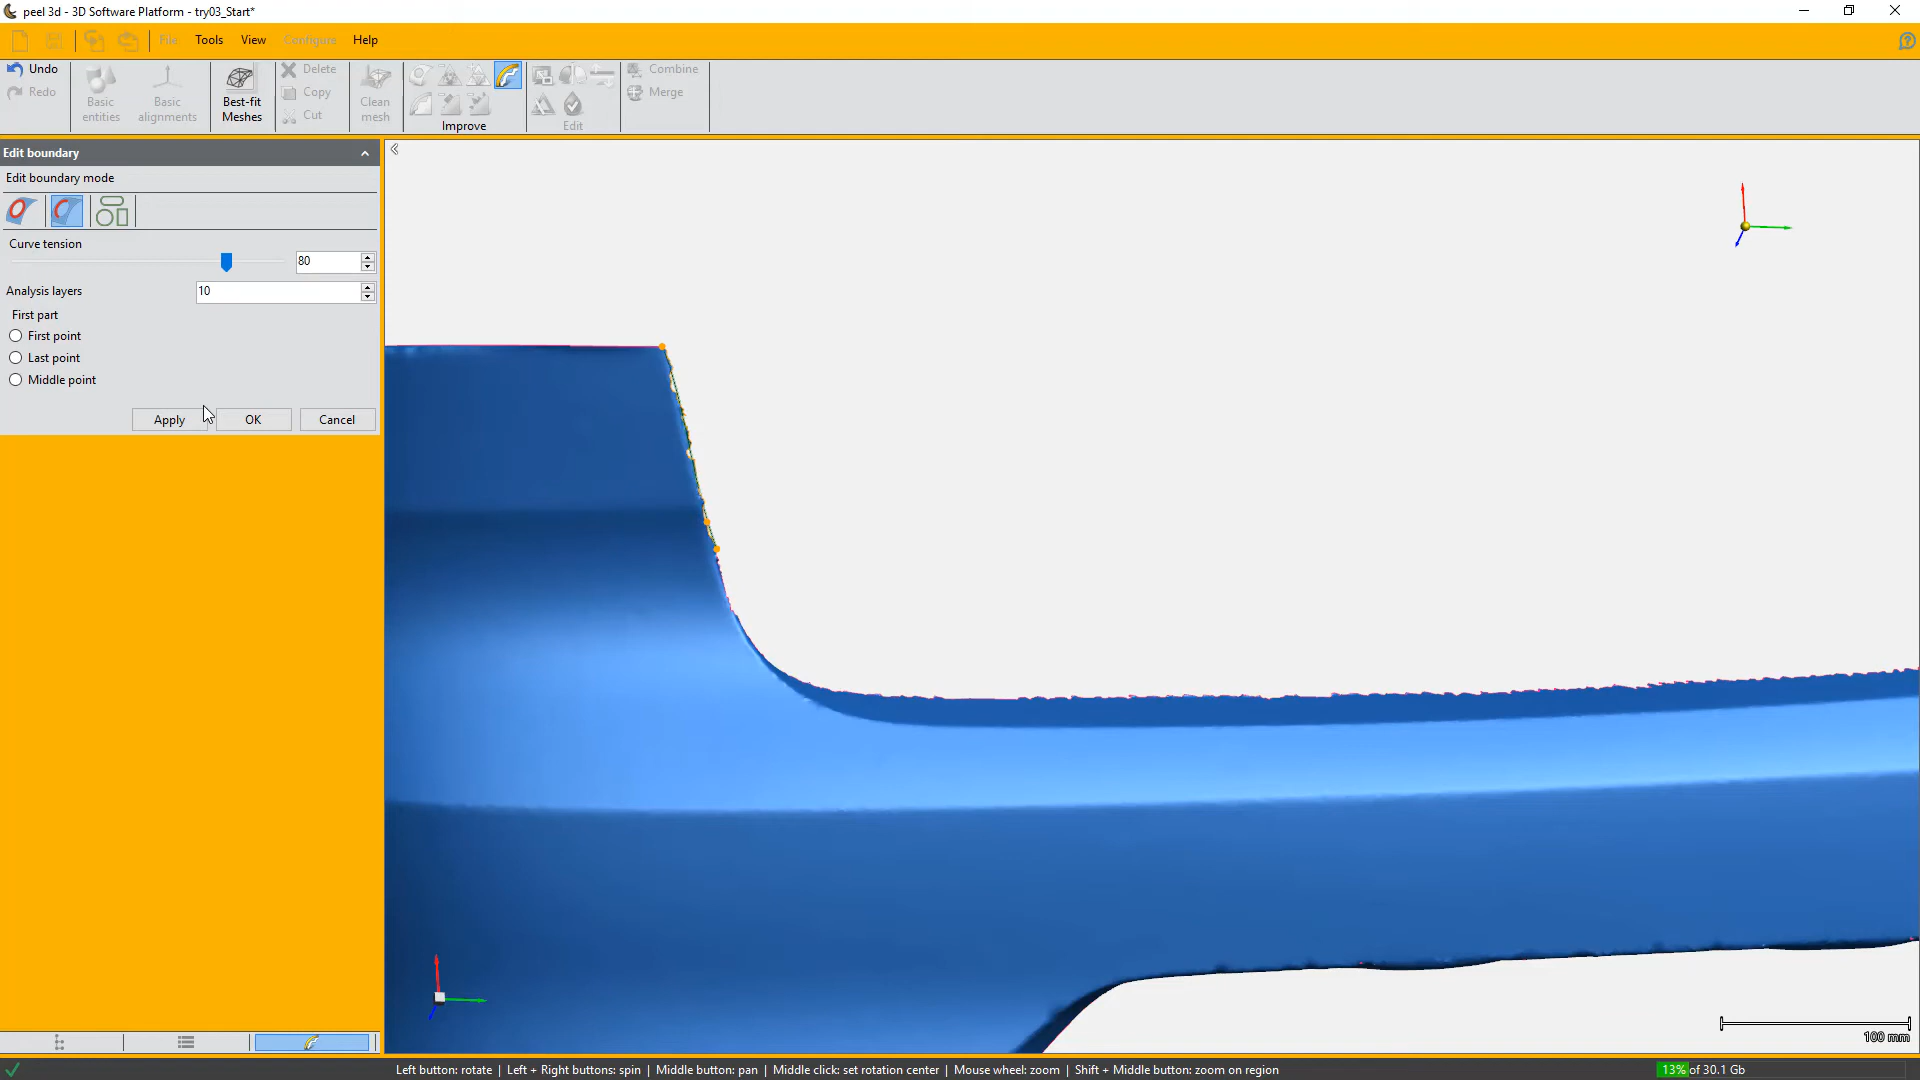 peel 3d - 3D Software Platform - try03_Start*
File Tools View Configure Help
Undo
Redo
Basic entities
Basic alignments
Best-fit Meshes
Delete
Copy
Cut
Clean mesh
Improve
Edit
Combine
Merge
Edit boundary
Edit boundary mode
Curve tension
80
Analysis layers
10
First part
First point
Last point
Middle point
Apply OK Cancel
100 mm
Left button: rotate | Left + Right buttons: spin | Middle button: pan | Middle click: set rotation center | Mouse wheel: zoom | Shift + Middle button: zoom on region
13% of 30.1 Gb